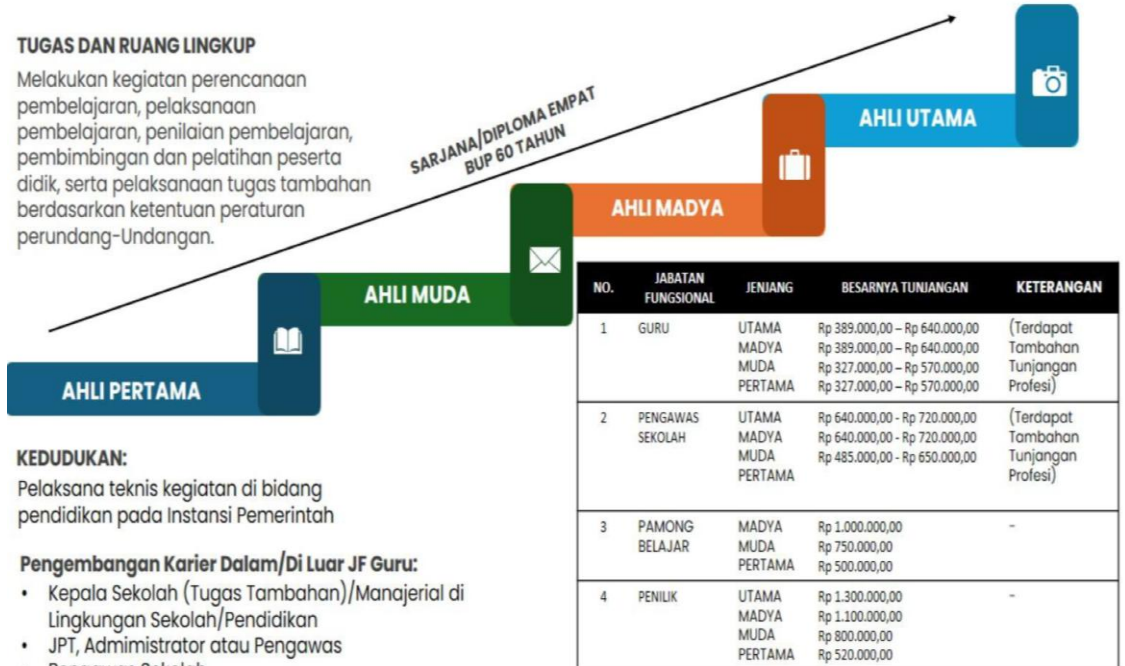 TUGAS DAN RUANG LINGKUP
Melakukan kegiatan perencanaan
pembelajaran, pelaksanaan
pembelajaran, penilaian pembelajaran,
pembimbingan dan pelatihan peserta
didik, serta pelaksanaan tugas tambahan
berdasarkan ketentuan peraturan
perundang-Undangan.
SARJANA/DIPLOMA EMPAT
BUP 60 TAHUN
AHLI UTAMA
AHLI MADYA
AHLI MUDA
AHLI PERTAMA
KEDUDUKAN:
Pelaksana teknis kegiatan di bidang
pendidikan pada Instansi Pemerintah
Pengembangan Karier Dalam/Di Luar JF Guru:
• Kepala Sekolah (Tugas Tambahan)/Manajerial di
Lingkungan Sekolah/Pendidikan
• JPT, Admimistrator atau Pengawas
• Pengawas Sekolah
NO. JABATAN FUNGSIONAL JENJANG BESARNYA TUNJANGAN KETERANGAN
1 GURU UTAMA Rp 389.000,00 – Rp 640.000,00 (Terdapat
MADYA Rp 389.000,00 – Rp 640.000,00 Tambahan
MUDA Rp 327.000,00 – Rp 570.000,00 Tunjangan
PERTAMA Rp 327.000,00 – Rp 570.000,00 Profesi)
2 PENGAWAS UTAMA Rp 640.000,00 - Rp 720.000,00 (Terdapat
SEKOLAH MADYA Rp 640.000,00 - Rp 720.000,00 Tambahan
MUDA Rp 485.000,00 - Rp 650.000,00 Tunjangan
PERTAMA Profesi)
3 PAMONG MADYA Rp 1.000.000,00 -
BELAJAR MUDA Rp 750.000,00
PERTAMA Rp 500.000,00
4 PENILIK UTAMA Rp 1.300.000,00 -
MADYA Rp 1.100.000,00
MUDA Rp 800.000,00
PERTAMA Rp 520.000,00